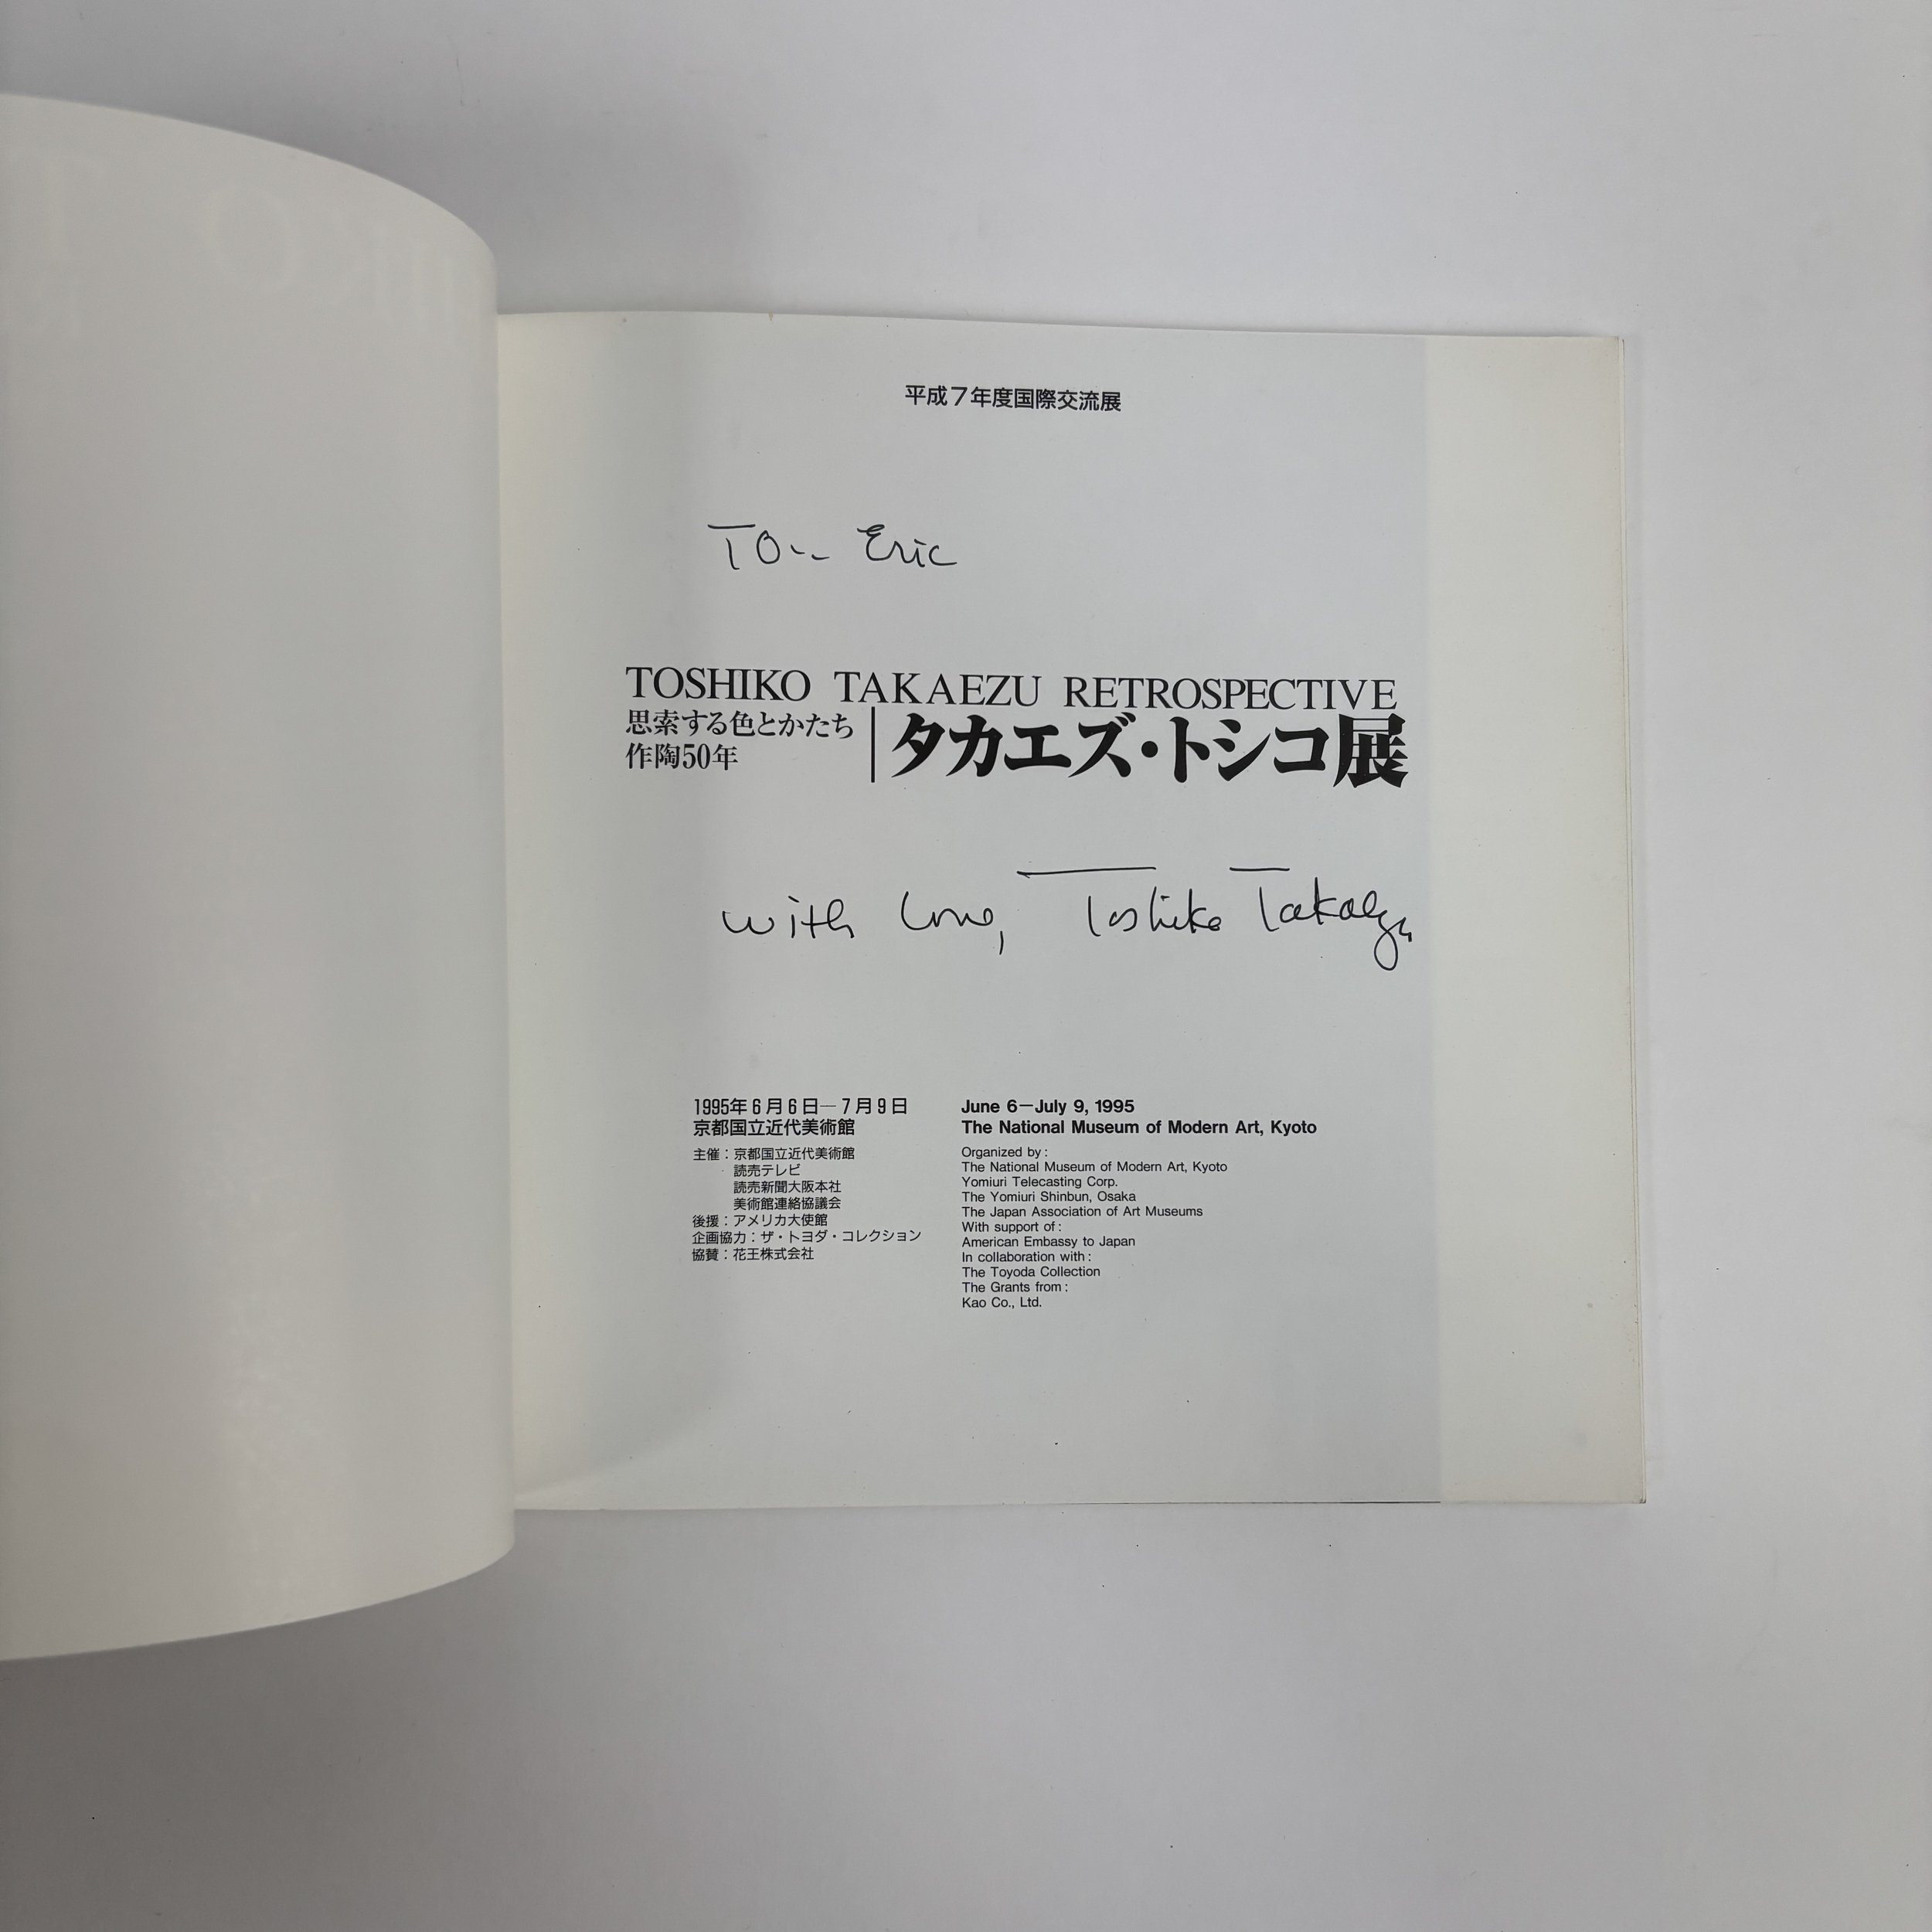 平成7年度国際交流展
To -- Eric
TOSHIKO TAKAEZU RETROSPECTIVE
思索する色とかたち
作陶50年
タカエズ・トシコ展
With love, Toshiko Takaezu
1995年6月6日—7月9日
京都国立近代美術館
主催：京都国立近代美術館
読売テレビ
読売新聞大阪本社
美術館連絡協議会
後援：アメリカ大使館
企画協力：ザ・トヨダ・コレクション
協賛：花王株式会社
June 6—July 9, 1995
The National Museum of Modern Art, Kyoto
Organized by :
The National Museum of Modern Art, Kyoto
Yomiuri Telecasting Corp.
The Yomiuri Shinbun, Osaka
The Japan Association of Art Museums
With support of :
American Embassy to Japan
In collaboration with :
The Toyoda Collection
The Grants from :
Kao Co., Ltd.